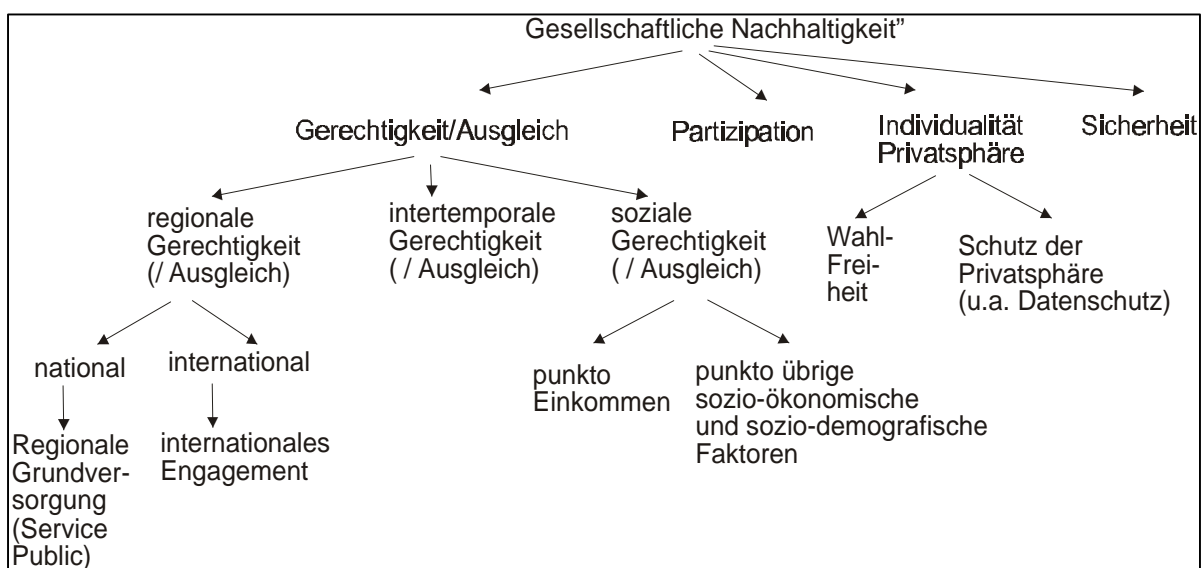 Gesellschaftliche Nachhaltigkeit”
Gerechtigkeit/Ausgleich
Partizipation
Individualität
Privatsphäre
Sicherheit
regionale
Gerechtigkeit
(/ Ausgleich)
intertemporale
Gerechtigkeit
( / Ausgleich)
soziale
Gerechtigkeit
( / Ausgleich)
Wahl-
Frei-
heit
Schutz der
Privatsphäre
(u.a. Datenschutz)
national
international
punkto
Einkommen
punkto übrige
sozio-ökonomische
und sozio-demografische
Faktoren
Regionale
Grundver-
sorgung
(Service
Public)
internationales
Engagement